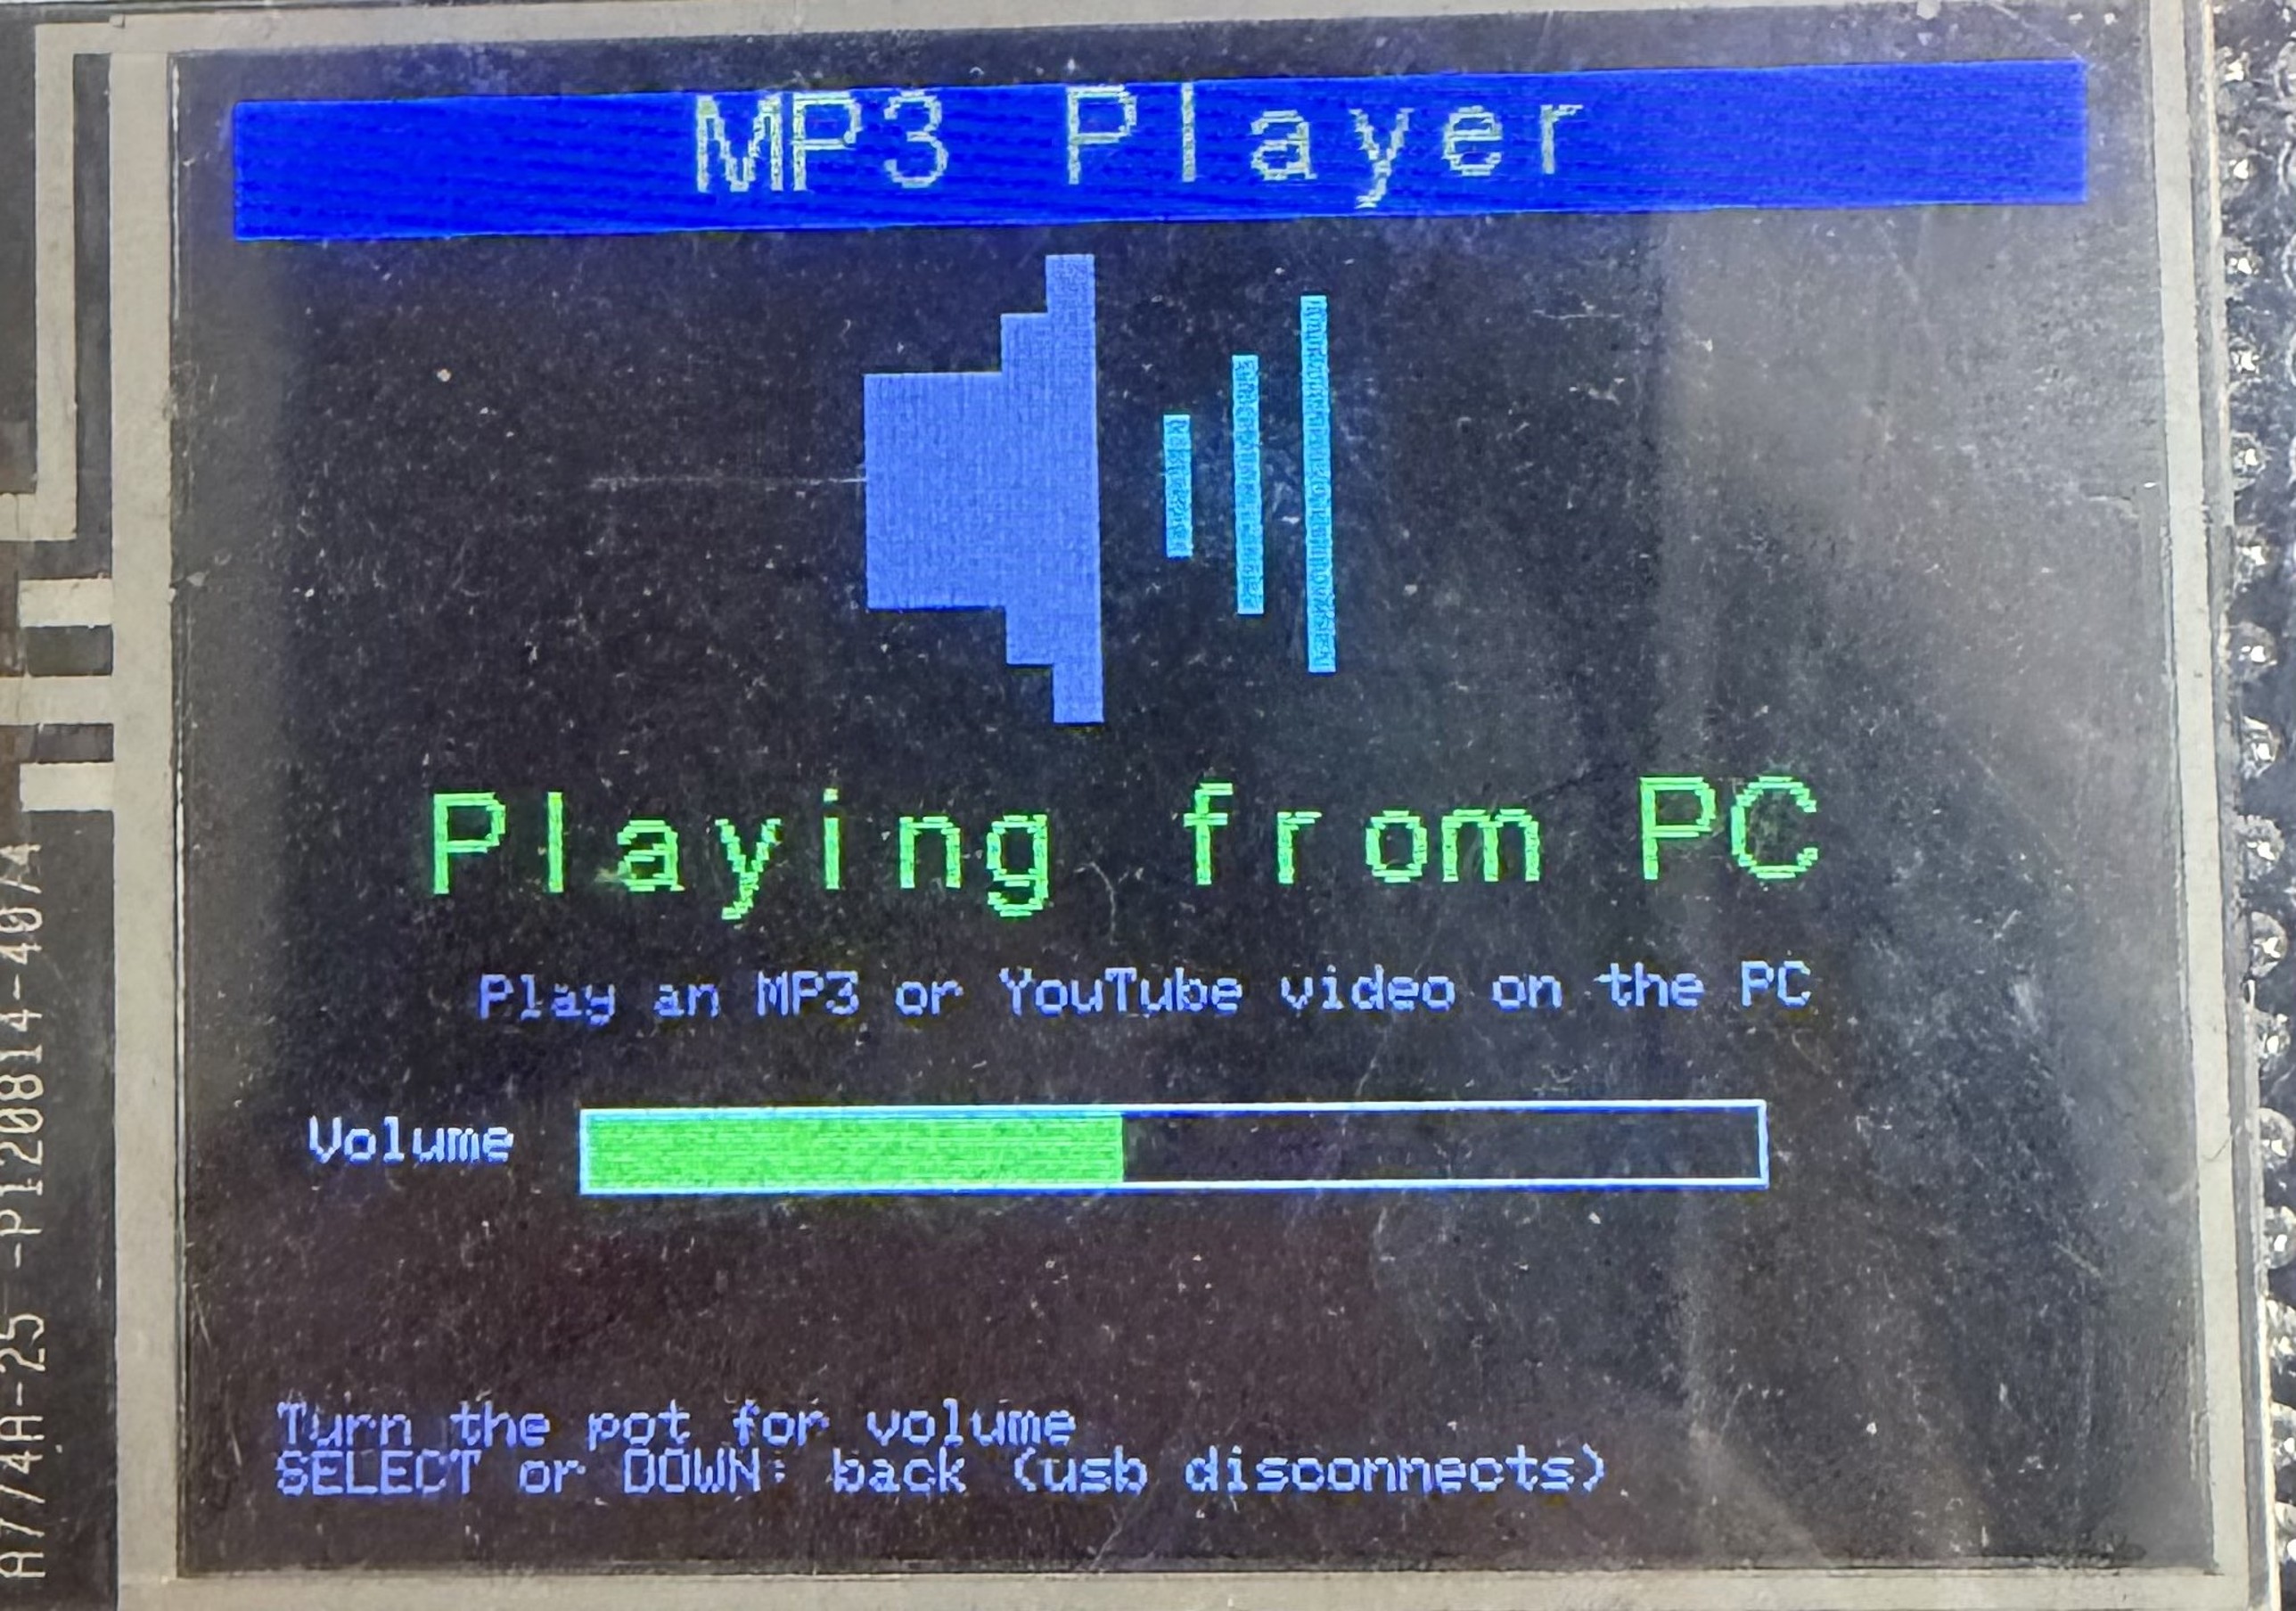 MP3 Player
Playing from PC
Play an MP3 or YouTube video on the PC
Volume
Turn the pot for volume
SELECT or DOWN: back (usb disconnects)